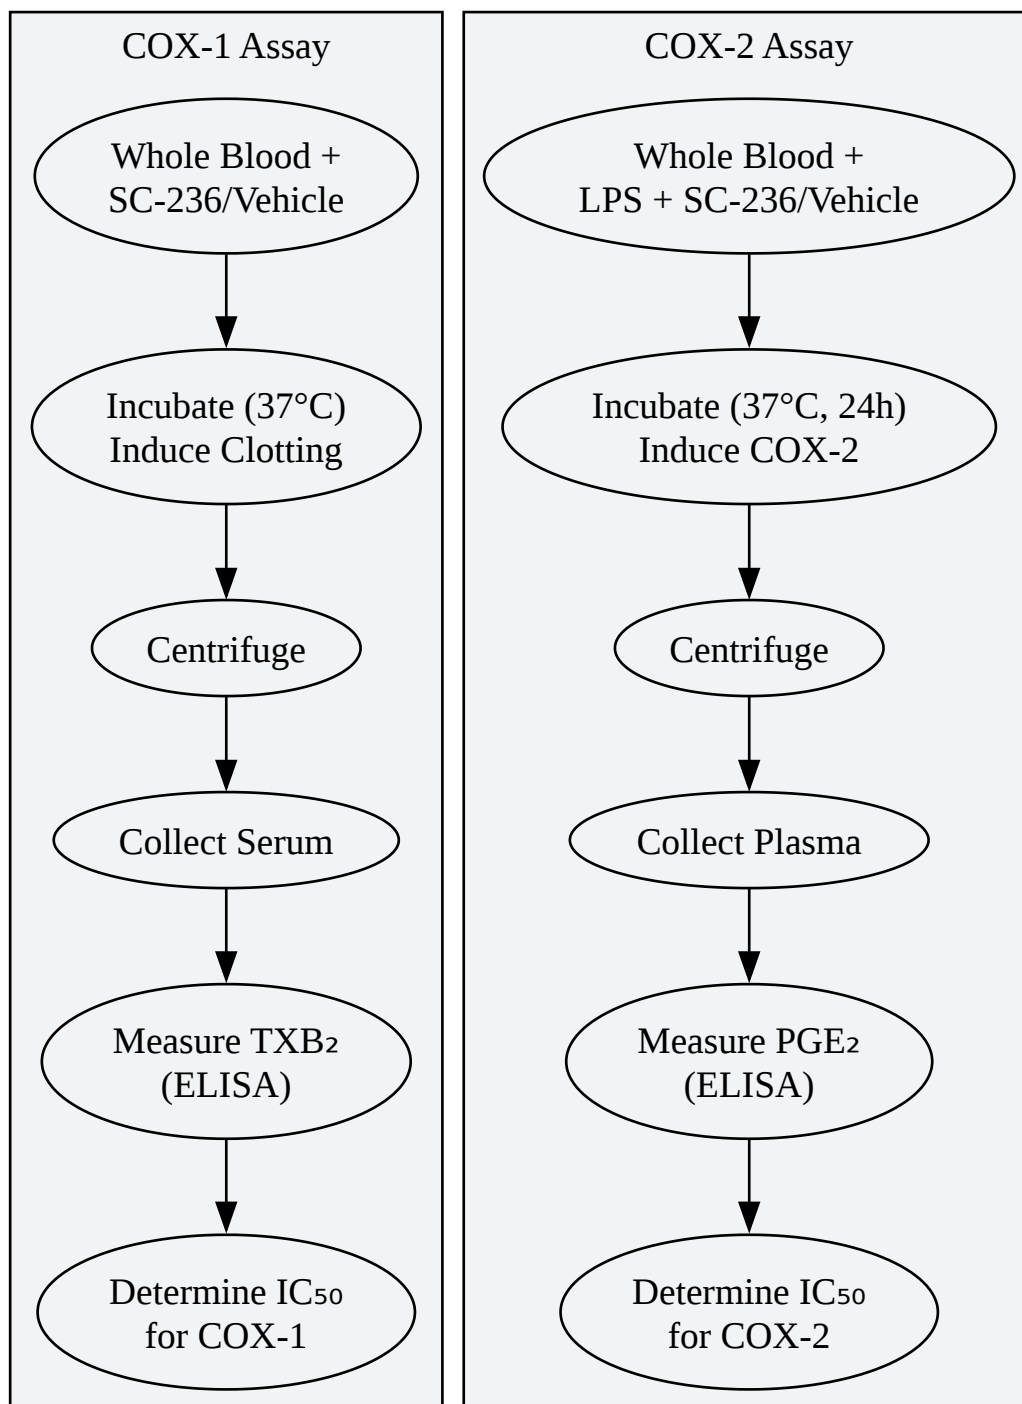 COX-1 Assay
Whole Blood +
SC-236/Vehicle
Incubate (37°C)
Induce Clotting
Centrifuge
Collect Serum
Measure TXB₂
(ELISA)
Determine IC₅₀
for COX-1
COX-2 Assay
Whole Blood +
LPS + SC-236/Vehicle
Incubate (37°C, 24h)
Induce COX-2
Centrifuge
Collect Plasma
Measure PGE₂
(ELISA)
Determine IC₅₀
for COX-2